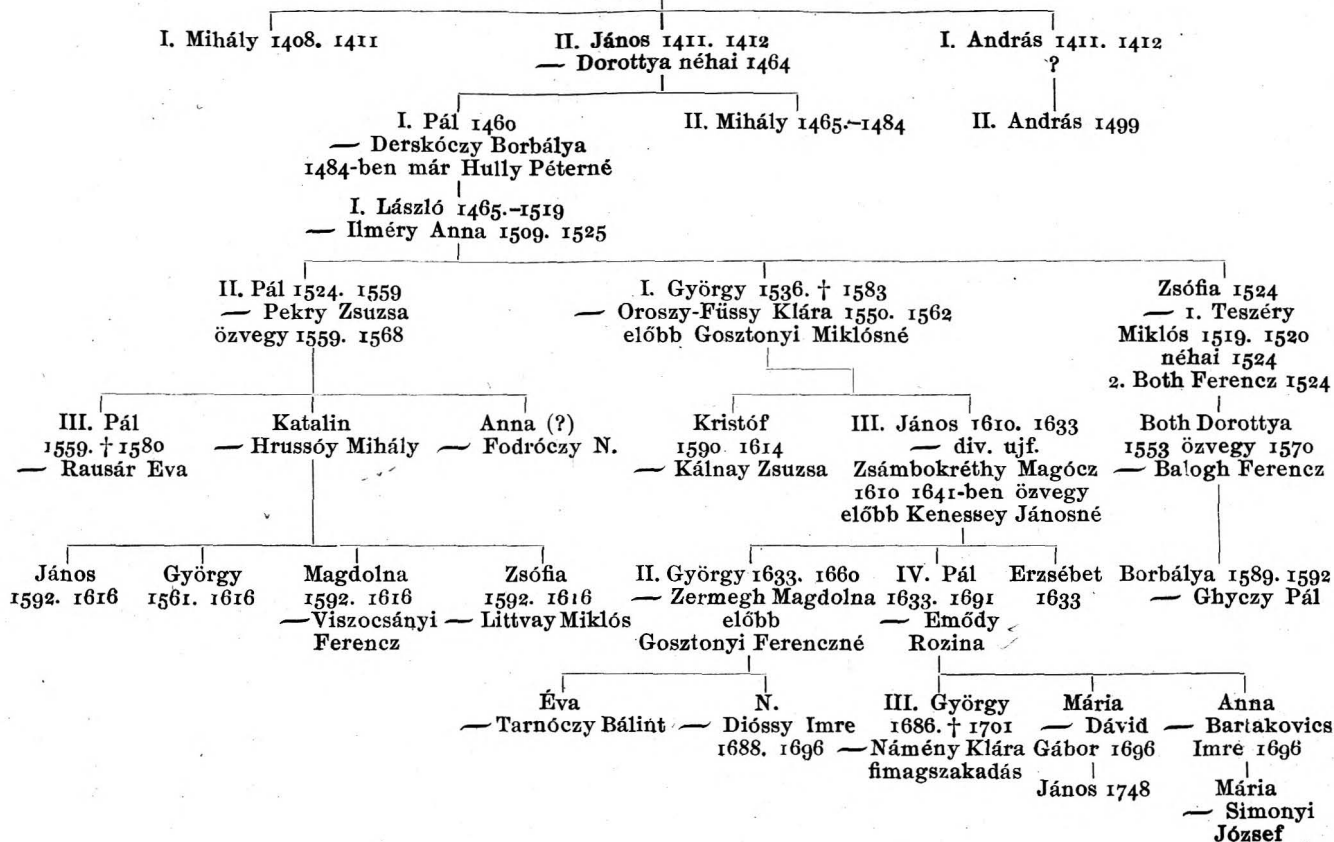 I. Mihály 1408. 1411
II. János 1411. 1412
— Dorottya néhai 1464
I. András 1411. 1412
?
I. Pál 1460
— Derskóczy Borbálya
1484-ben már Hully Péterné
II. Mihály 1465.–1484
II. András 1499
I. László 1465.–1519
— Ilméry Anna 1509. 1525
II. Pál 1524. 1559
— Pekry Zsuzsa
özvegy 1559. 1568
I. György 1536. † 1583
— Oroszy-Füssy Klára 1550. 1562
előbb Gosztonyi Miklósné
Zsófia 1524
— 1. Teszéry
Miklós 1519. 1520
néhai 1524
2. Both Ferencz 1524
III. Pál
1559. † 1580
— Rausár Eva
Katalin
— Hrussóy Mihály
Anna (?)
— Fodróczy N.
Kristóf
1590 1614
— Kálnay Zsuzsa
III. János 1610. 1633
— div. ujf.
Zsámbokréthy Magócz
1610 1641-ben özvegy
előbb Kenessey Jánosné
Both Dorottya
1553 özvegy 1570
— Balogh Ferencz
János
1592. 1616
György
1561. 1616
Magdolna
1592. 1616
— Viszocsányi
Ferencz
Zsófia
1592. 1616
— Littvay Miklós
II. György 1633. 1660
— Zermegh Magdolna
előbb
Gosztonyi Ferenczné
IV. Pál
1633. 1691
— Emődy
Rozina
Erzsébet
1633
Borbálya 1589. 1592
— Ghyczy Pál
Éva
— Tarnóczy Bálint
N.
— Dióssy Imre
1688. 1696
III. György
1686. † 1701
— Námény Klára
fimagszakadás
Mária
— Dávid
Gábor 1696
János 1748
Anna
— Bartakovics
Imre 1696
Mária
— Simonyi
József